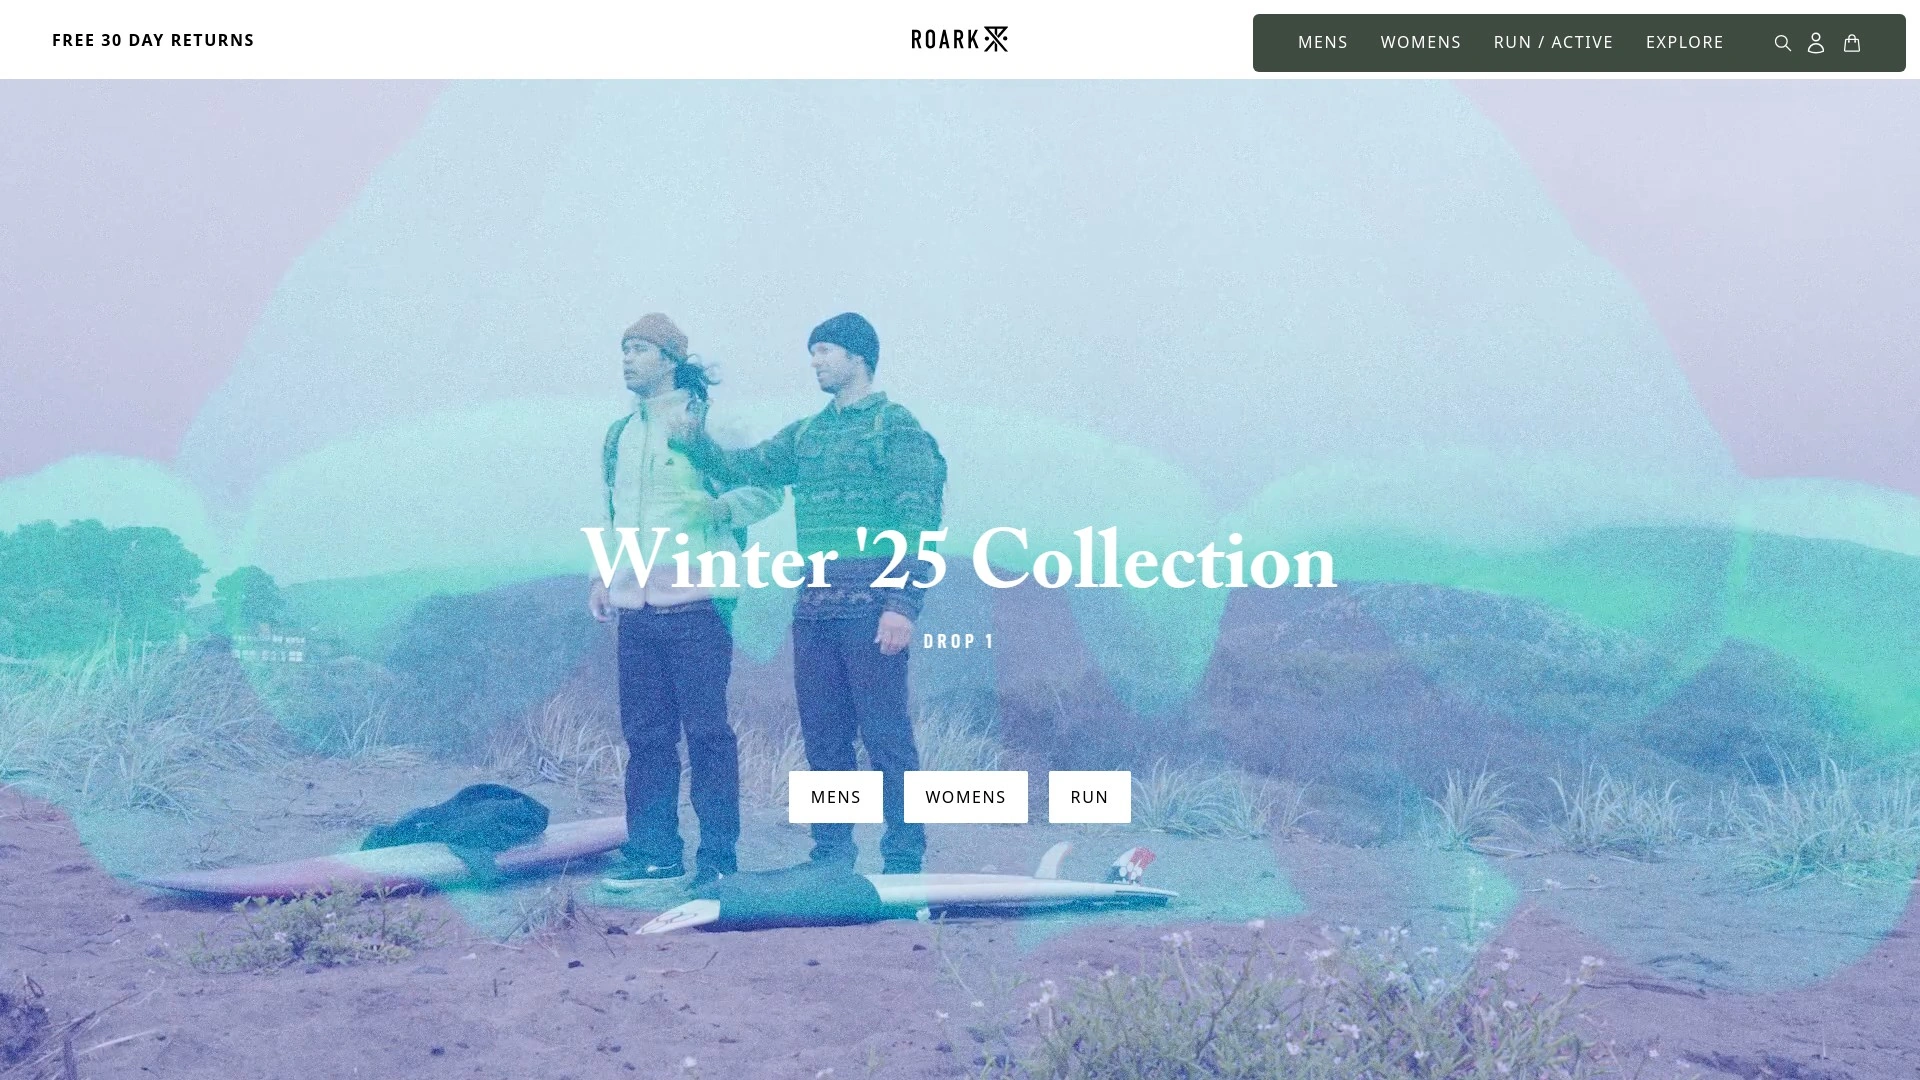 FREE 30 DAY RETURNS
ROARK
MENS
WOMENS
RUN / ACTIVE
EXPLORE
Winter '25 Collection
DROP 1
MENS
WOMENS
RUN